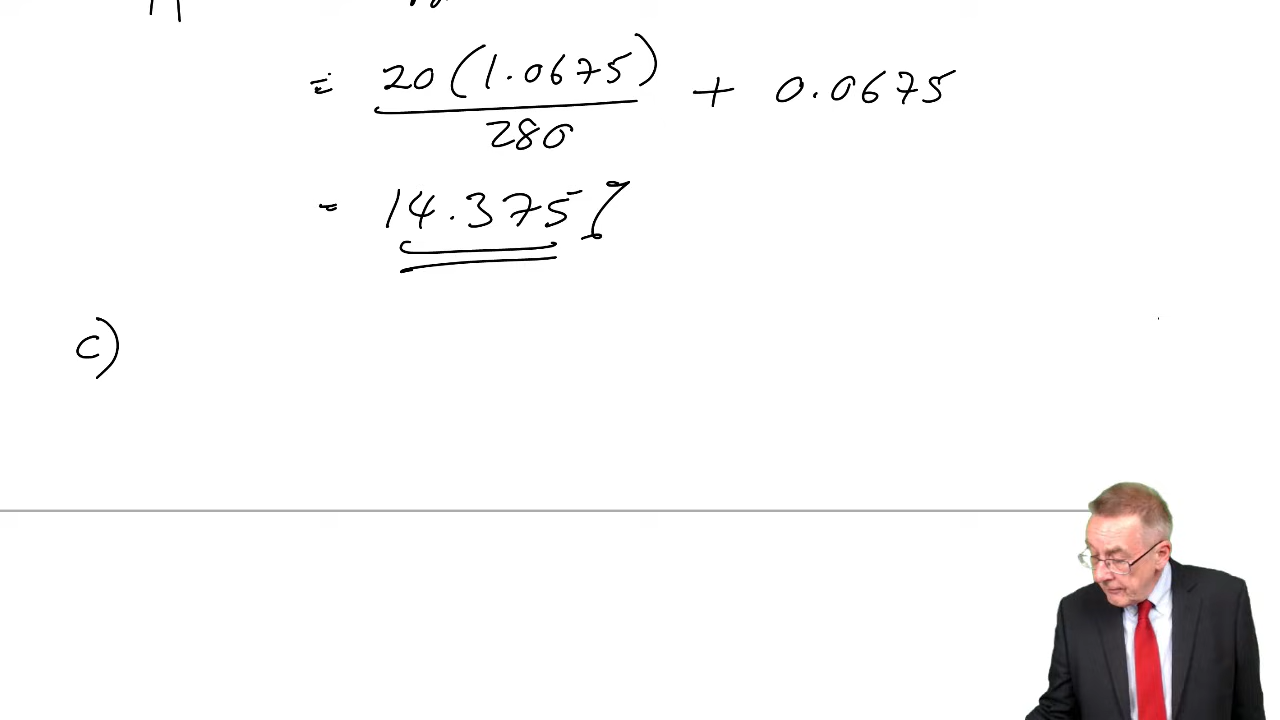 = 20(1.0675) / 280 + 0.0675
= 14.375%
c)